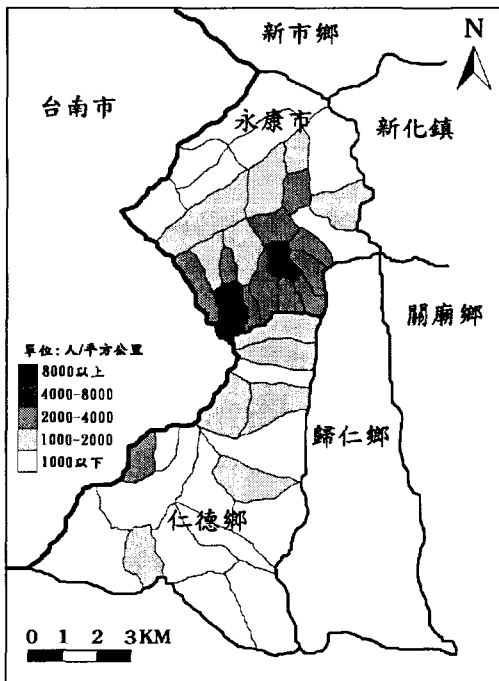 新市鄉
N
台南市
永康市
新化鎮
關廟鄉
單位：人/平方公里
8000以上
4000-8000
2000-4000
1000-2000
1000以下
歸仁鄉
仁德鄉
0 1 2 3KM